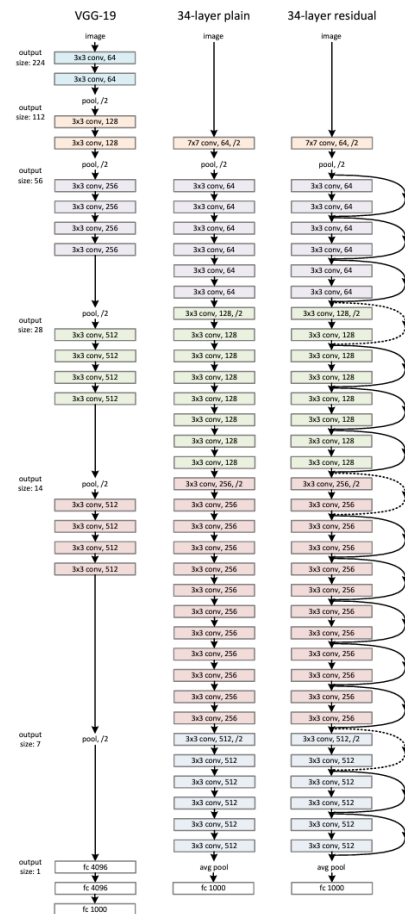 output
size: 224
output
size: 112
output
size: 56
output
size: 28
output
size: 14
output
size: 7
output
size: 1
VGG-19
image
3x3 conv, 64
3x3 conv, 64
pool, /2
3x3 conv, 128
3x3 conv, 128
pool, /2
3x3 conv, 256
3x3 conv, 256
3x3 conv, 256
3x3 conv, 256
pool, /2
3x3 conv, 512
3x3 conv, 512
3x3 conv, 512
3x3 conv, 512
pool, /2
3x3 conv, 512
3x3 conv, 512
3x3 conv, 512
3x3 conv, 512
pool, /2
fc 4096
fc 4096
fc 1000
34-layer plain
image
7x7 conv, 64, /2
pool, /2
3x3 conv, 64
3x3 conv, 64
3x3 conv, 64
3x3 conv, 64
3x3 conv, 64
3x3 conv, 64
3x3 conv, 128, /2
3x3 conv, 128
3x3 conv, 128
3x3 conv, 128
3x3 conv, 128
3x3 conv, 128
3x3 conv, 128
3x3 conv, 128
3x3 conv, 256, /2
3x3 conv, 256
3x3 conv, 256
3x3 conv, 256
3x3 conv, 256
3x3 conv, 256
3x3 conv, 256
3x3 conv, 256
3x3 conv, 256
3x3 conv, 256
3x3 conv, 256
3x3 conv, 256
3x3 conv, 512, /2
3x3 conv, 512
3x3 conv, 512
3x3 conv, 512
3x3 conv, 512
3x3 conv, 512
avg pool
fc 1000
34-layer residual
image
7x7 conv, 64, /2
pool, /2
3x3 conv, 64
3x3 conv, 64
3x3 conv, 64
3x3 conv, 64
3x3 conv, 64
3x3 conv, 64
3x3 conv, 128, /2
3x3 conv, 128
3x3 conv, 128
3x3 conv, 128
3x3 conv, 128
3x3 conv, 128
3x3 conv, 128
3x3 conv, 128
3x3 conv, 256, /2
3x3 conv, 256
3x3 conv, 256
3x3 conv, 256
3x3 conv, 256
3x3 conv, 256
3x3 conv, 256
3x3 conv, 256
3x3 conv, 256
3x3 conv, 256
3x3 conv, 256
3x3 conv, 256
3x3 conv, 512, /2
3x3 conv, 512
3x3 conv, 512
3x3 conv, 512
3x3 conv, 512
3x3 conv, 512
avg pool
fc 1000